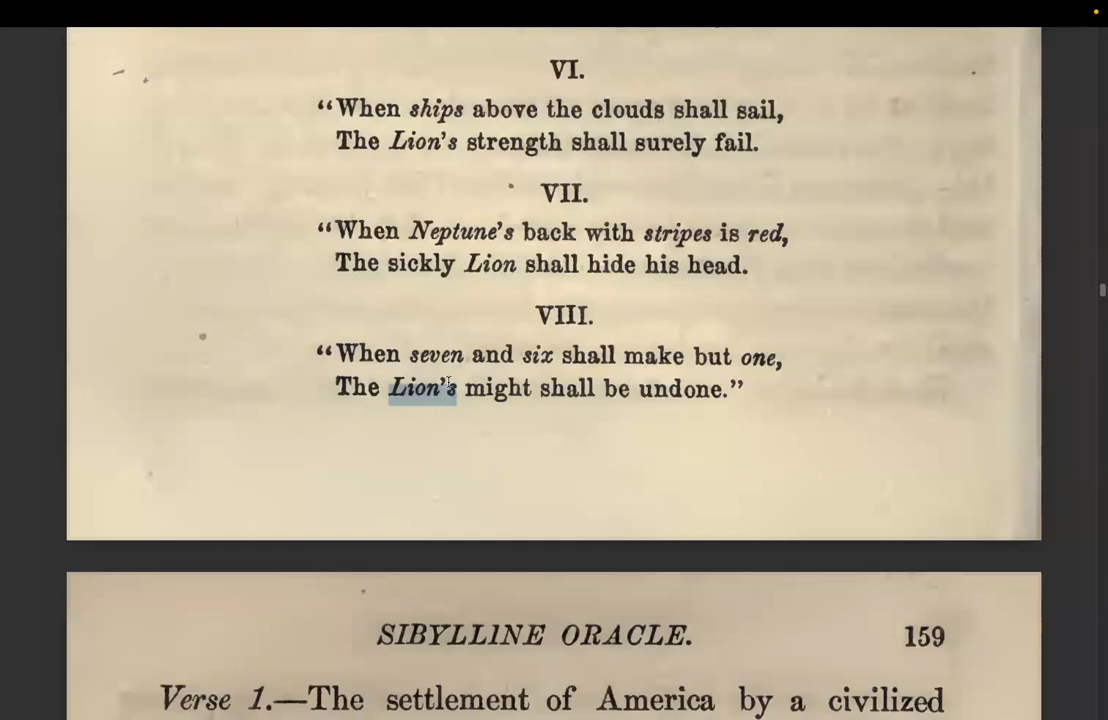 VI.
“When ships above the clouds shall sail,
The Lion’s strength shall surely fail.
VII.
“When Neptune’s back with stripes is red,
The sickly Lion shall hide his head.
VIII.
“When seven and six shall make but one,
The Lion’s might shall be undone.”
SIBYLLINE ORACLE.
159
Verse 1.—The settlement of America by a civilized